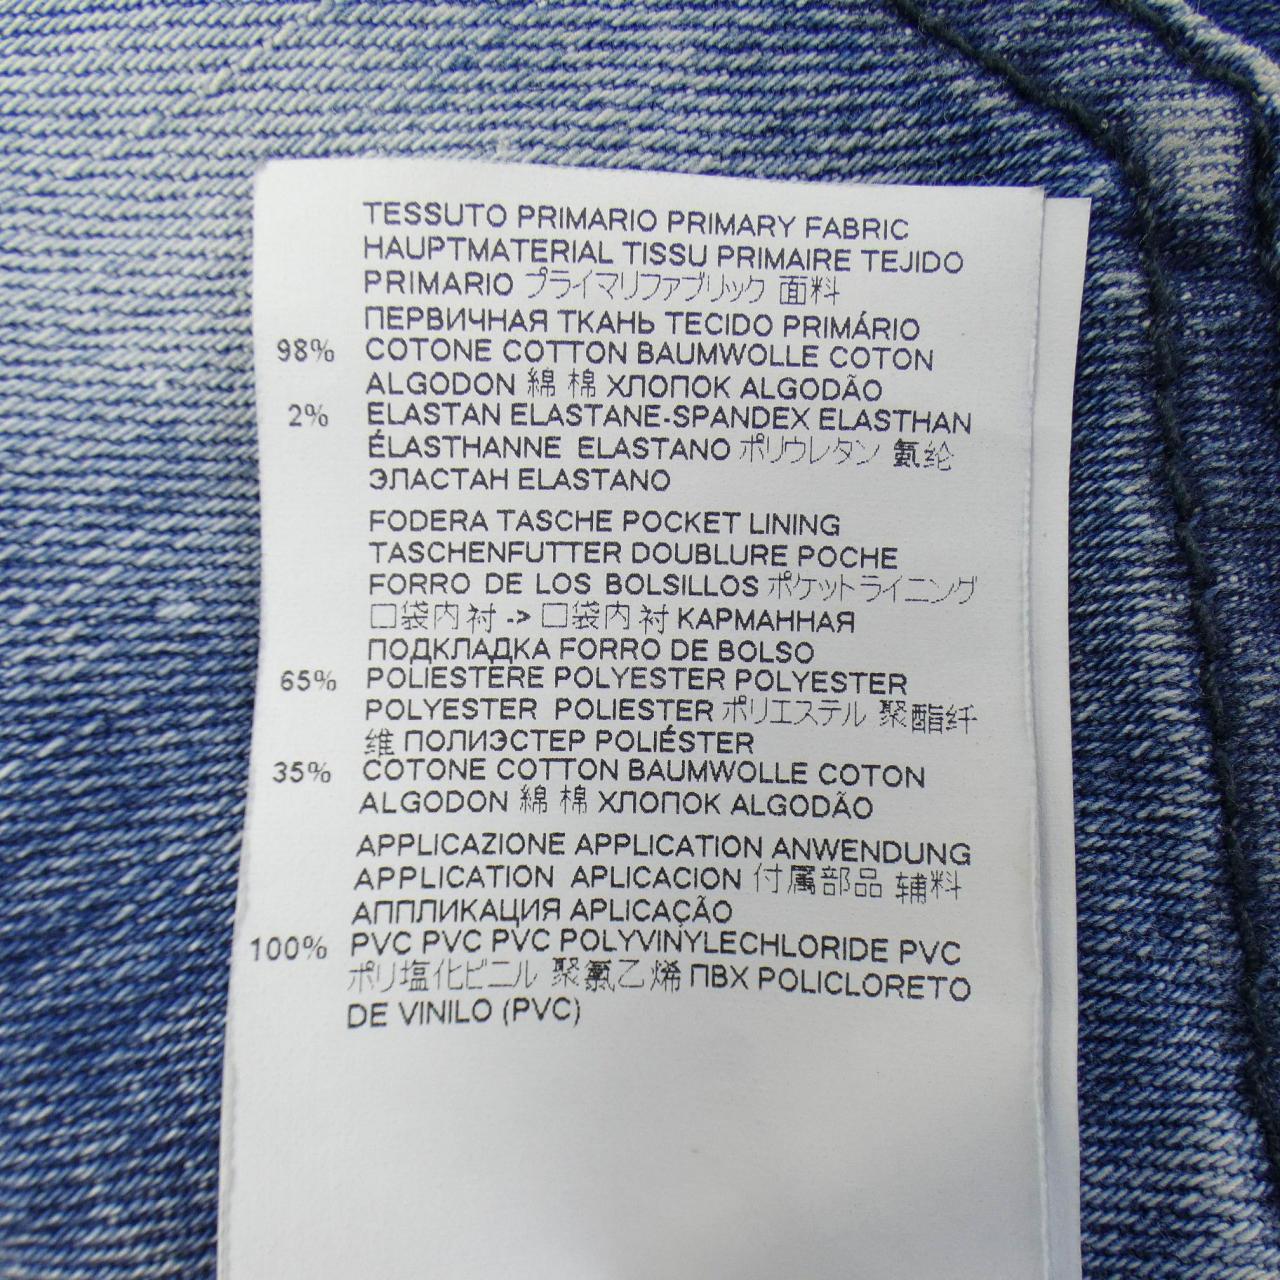 TESSUTO PRIMARIO PRIMARY FABRIC
HAUPTMATERIAL TISSU PRIMAIRE TEJIDO
PRIMARIO プライマリファブリック 面料
ПЕРВИЧНАЯ ТКАНЬ TECIDO PRIMÁRIO
98% COTONE COTTON BAUMWOLLE COTON
ALGODON 綿 棉 ХЛОПОК ALGODÃO
2% ELASTAN ELASTANE-SPANDEX ELASTHAN
ÉLASTHANNE ELASTANO ポリウレタン 氨纶
ЭЛАСТАН ELASTANO
FODERA TASCHE POCKET LINING
TASCHENFUTTER DOUBLURE POCHE
FORRO DE LOS BOLSILLOS ポケットライニング
口袋内衬 -> 口袋内衬 КАРМАННАЯ
ПОДКЛАДКА FORRO DE BOLSO
65% POLIESTERE POLYESTER POLYESTER
POLYESTER POLIESTER ポリエステル 聚酯纤
维 ПОЛИЭСТЕР POLIÉSTER
35% COTONE COTTON BAUMWOLLE COTON
ALGODON 綿 棉 ХЛОПОК ALGODÃO
APPLICAZIONE APPLICATION ANWENDUNG
APPLICATION APLICACION 付属部品 辅料
АППЛИКАЦИЯ APLICAÇÃO
100% PVC PVC PVC POLYVINYLECHLORIDE PVC
ポリ塩化ビニル 聚氯乙烯 ПВХ POLICLORETO
DE VINILO (PVC)